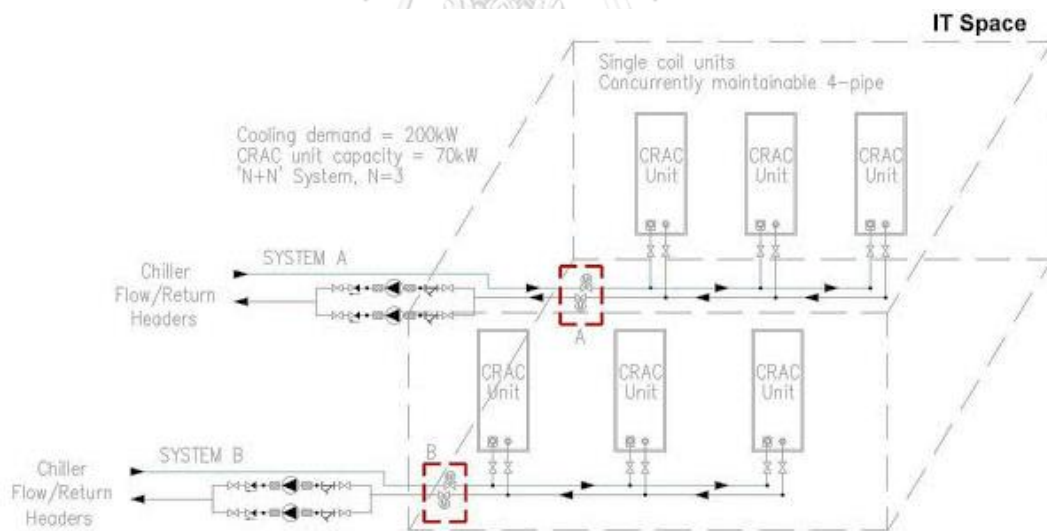 IT Space
Single coil units
Concurrently maintainable 4-pipe
Cooling demand = 200kW
CRAC unit capacity = 70kW
'N+N' System, N=3
CRAC
Unit
CRAC
Unit
CRAC
Unit
SYSTEM A
Chiller
Flow/Return
Headers
A
CRAC
Unit
CRAC
Unit
CRAC
Unit
SYSTEM B
B
Chiller
Flow/Return
Headers